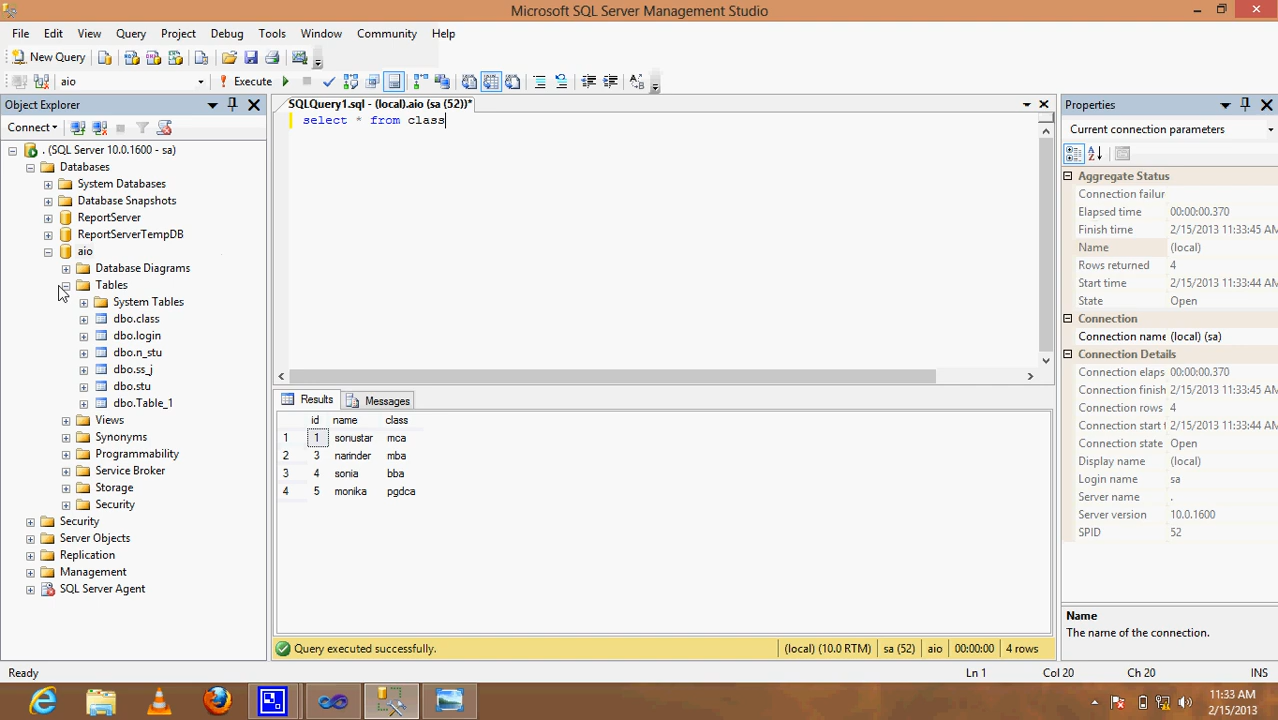 Microsoft SQL Server Management Studio
File Edit View Query Project Debug Tools Window Community Help
New Query
aio Execute
Object Explorer
Connect
. (SQL Server 10.0.1600 - sa)
Databases
System Databases
Database Snapshots
ReportServer
ReportServerTempDB
aio
Database Diagrams
Tables
System Tables
dbo.class
dbo.login
dbo.n_stu
dbo.ss_j
dbo.stu
dbo.Table_1
Views
Synonyms
Programmability
Service Broker
Storage
Security
Security
Server Objects
Replication
Management
SQL Server Agent
SQLQuery1.sql - (local).aio (sa (52))*
select * from class
Results Messages
id name class
1 1 sonustar mca
2 3 narinder mba
3 4 sonia bba
4 5 monika pgdca
Query executed successfully. (local) (10.0 RTM) sa (52) aio 00:00:00 4 rows
Properties
Current connection parameters
Aggregate Status
Connection failur
Elapsed time 00:00:00.370
Finish time 2/15/2013 11:33:45 AM
Name (local)
Rows returned 4
Start time 2/15/2013 11:33:44 AM
State Open
Connection
Connection name (local) (sa)
Connection Details
Connection elaps 00:00:00.370
Connection finish 2/15/2013 11:33:45 AM
Connection rows 4
Connection start t 2/15/2013 11:33:44 AM
Connection state Open
Display name (local)
Login name sa
Server name .
Server version 10.0.1600
SPID 52
Name
The name of the connection.
Ready Ln 1 Col 20 Ch 20 INS
11:33 AM
2/15/2013